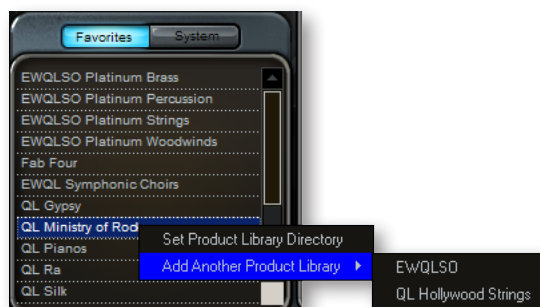 Favorites System
EWQLSO Platinum Brass
EWQLSO Platinum Percussion
EWQLSO Platinum Strings
EWQLSO Platinum Woodwinds
Fab Four
EWQL Symphonic Choirs
QL Gypsy
QL Ministry of Rock
QL Pianos
QL Ra
QL Silk
Set Product Library Directory
Add Another Product Library
EWQLSO
QL Hollywood Strings